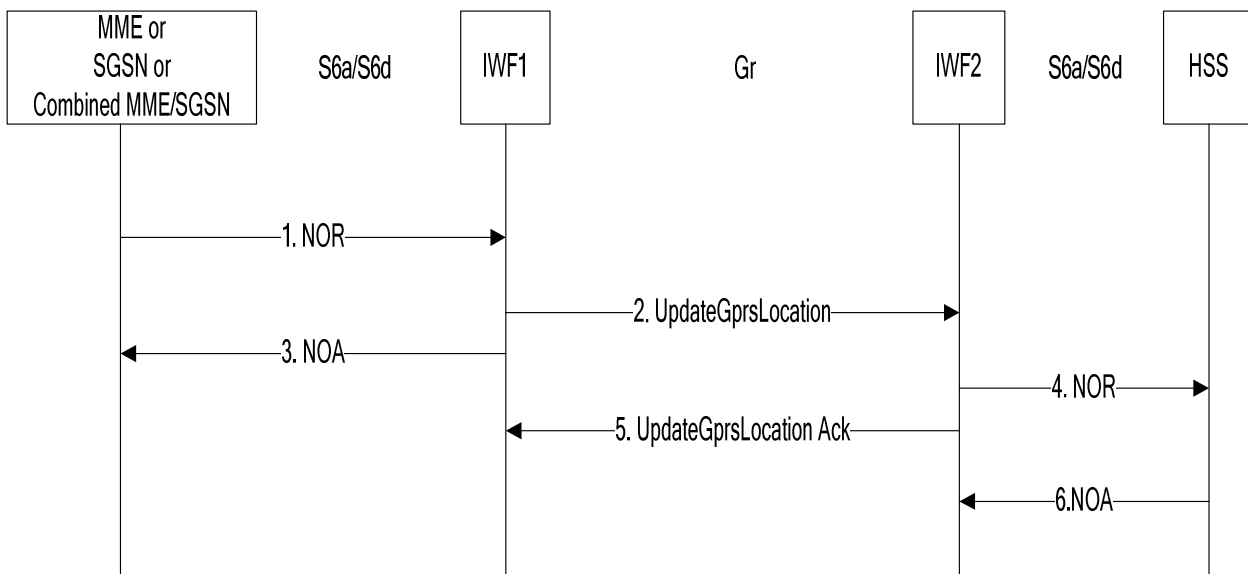 MME or
SGSN or
Combined MME/SGSN
S6a/S6d
IWF1
Gr
IWF2
S6a/S6d
HSS
1. NOR
2. UpdateGprsLocation
3. NOA
4. NOR
5. UpdateGprsLocation Ack
6.NOA